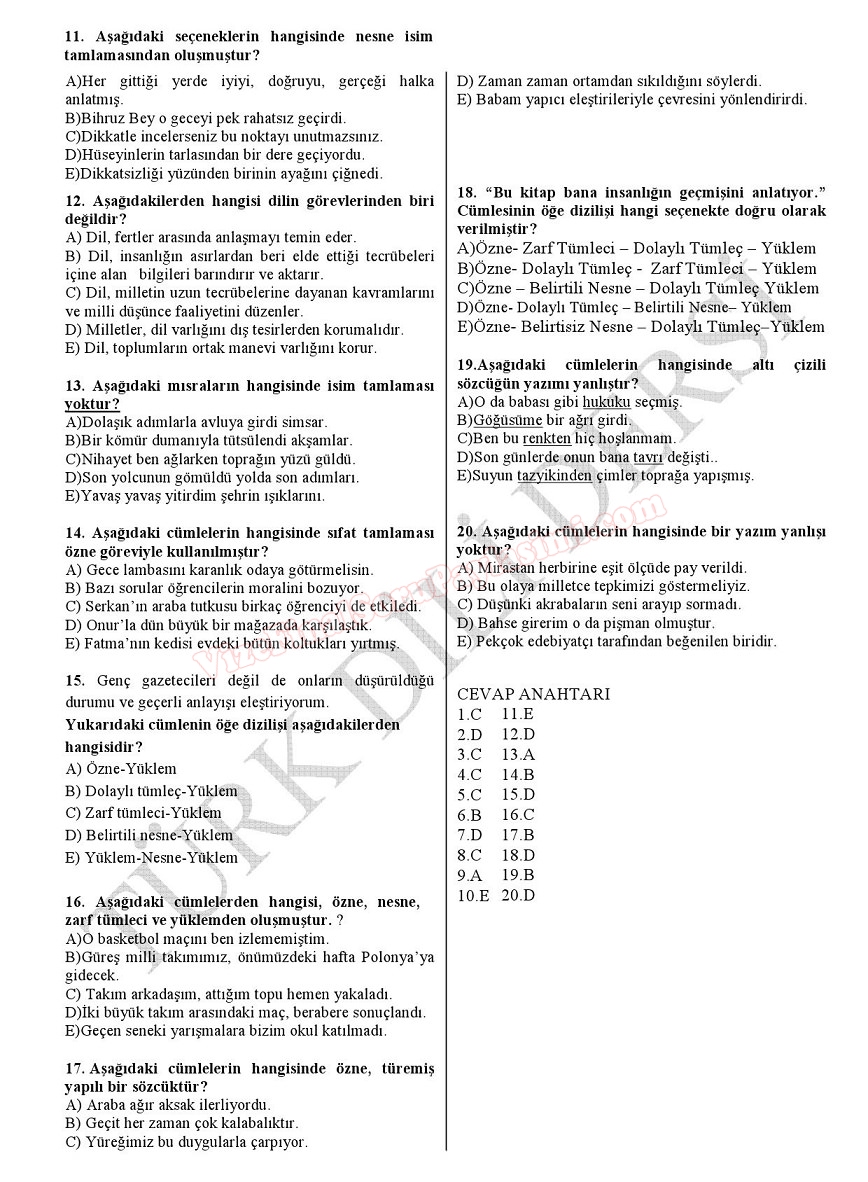 11. Aşağıdaki seçeneklerin hangisinde nesne isim
tamlamasından oluşmuştur?
A)Her gittiği yerde iyiyi, doğruyu, gerçeği halka
anlatmış.
B)Bihruz Bey o geceyi pek rahatsız geçirdi.
C)Dikkatle incelerseniz bu noktayı unutmazsınız.
D)Hüseyinlerin tarlasından bir dere geçiyordu.
E)Dikkatsizliği yüzünden birinin ayağını çiğnedi.
12. Aşağıdakilerden hangisi dilin görevlerinden biri
değildir?
A) Dil, fertler arasında anlaşmayı temin eder.
B) Dil, insanlığın asırlardan beri elde ettiği tecrübeleri
içine alan bilgileri barındırır ve aktarır.
C) Dil, milletin uzun tecrübelerine dayanan kavramlarını
ve milli düşünce faaliyetini düzenler.
D) Milletler, dil varlığını dış tesirlerden korumalıdır.
E) Dil, toplumların ortak manevi varlığını korur.
13. Aşağıdaki mısraların hangisinde isim tamlaması
yoktur?
A)Dolaşık adımlarla avluya girdi simsar.
B)Bir kömür dumanıyla tütsülendi akşamlar.
C)Nihayet ben ağlarken toprağın yüzü güldü.
D)Son yolcunun gömüldü yolda son adımları.
E)Yavaş yavaş yitirdim şehrin ışıklarını.
14. Aşağıdaki cümlelerin hangisinde sıfat tamlaması
özne göreviyle kullanılmıştır?
A) Gece lambasını karanlık odaya götürmelisin.
B) Bazı sorular öğrencilerin moralini bozuyor.
C) Serkan’ın araba tutkusu birkaç öğrenciyi de etkiledi.
D) Onur’la dün büyük bir mağazada karşılaştık.
E) Fatma’nın kedisi evdeki bütün koltukları yırtmış.
15. Genç gazetecileri değil de onların düşürüldüğü
durumu ve geçerli anlayışı eleştiriyorum.
Yukarıdaki cümlenin öğe dizilişi aşağıdakilerden
hangisidir?
A) Özne-Yüklem
B) Dolaylı tümleç-Yüklem
C) Zarf tümleci-Yüklem
D) Belirtili nesne-Yüklem
E) Yüklem-Nesne-Yüklem
16. Aşağıdaki cümlelerden hangisi, özne, nesne,
zarf tümleci ve yüklemden oluşmuştur. ?
A)O basketbol maçını ben izlememiştim.
B)Güreş milli takımımız, önümüzdeki hafta Polonya’ya
gidecek.
C) Takım arkadaşım, attığım topu hemen yakaladı.
D)İki büyük takım arasındaki maç, berabere sonuçlandı.
E)Geçen seneki yarışmalara bizim okul katılmadı.
17. Aşağıdaki cümlelerin hangisinde özne, türemiş
yapılı bir sözcüktür?
A) Araba ağır aksak ilerliyordu.
B) Geçit her zaman çok kalabalıktır.
C) Yüreğimiz bu duygularla çarpıyor.
D) Zaman zaman ortamdan sıkıldığını söylerdi.
E) Babam yapıcı eleştirileriyle çevresini yönlendirirdi.
18. “Bu kitap bana insanlığın geçmişini anlatıyor.”
Cümlesinin öğe dizilişi hangi seçenekte doğru olarak
verilmiştir?
A)Özne- Zarf Tümleci – Dolaylı Tümleç – Yüklem
B)Özne- Dolaylı Tümleç - Zarf Tümleci – Yüklem
C)Özne – Belirtili Nesne – Dolaylı Tümleç Yüklem
D)Özne- Dolaylı Tümleç – Belirtili Nesne– Yüklem
E)Özne- Belirtisiz Nesne – Dolaylı Tümleç–Yüklem
19.Aşağıdaki cümlelerin hangisinde altı çizili
sözcüğün yazımı yanlıştır?
A)O da babası gibi hukuku seçmiş.
B)Göğüsüme bir ağrı girdi.
C)Ben bu renkten hiç hoşlanmam.
D)Son günlerde onun bana tavrı değişti..
E)Suyun tazyikinden çimler toprağa yapışmış.
20. Aşağıdaki cümlelerin hangisinde bir yazım yanlışı
yoktur?
A) Mirastan herbirine eşit ölçüde pay verildi.
B) Bu olaya milletce tepkimizi göstermeliyiz.
C) Düşünki akrabaların seni arayıp sormadı.
D) Bahse girerim o da pişman olmuştur.
E) Pekçok edebiyatçı tarafından beğenilen biridir.
CEVAP ANAHTARI
1.C 11.E
2.D 12.D
3.C 13.A
4.C 14.B
5.C 15.D
6.B 16.C
7.D 17.B
8.C 18.D
9.A 19.B
10.E 20.D
TÜRK DİLİ DERSİ